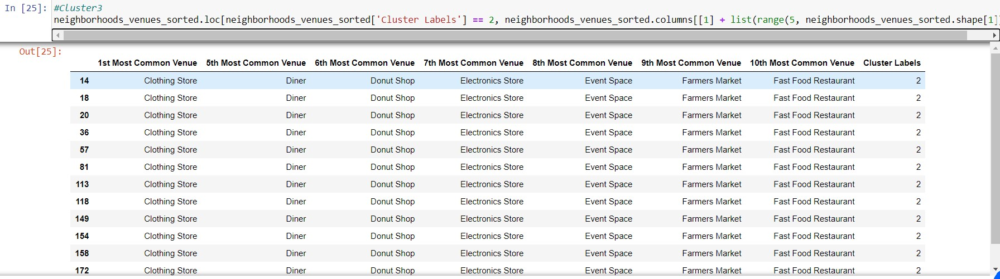 In [25]: #Cluster3
neighborhoods_venues_sorted.loc[neighborhoods_venues_sorted['Cluster Labels'] == 2, neighborhoods_venues_sorted.columns[[1] + list(range(5, neighborhoods_venues_sorted.shape[1]
Out[25]:
1st Most Common Venue 5th Most Common Venue 6th Most Common Venue 7th Most Common Venue 8th Most Common Venue 9th Most Common Venue 10th Most Common Venue Cluster Labels
14 Clothing Store Diner Donut Shop Electronics Store Event Space Farmers Market Fast Food Restaurant 2
18 Clothing Store Diner Donut Shop Electronics Store Event Space Farmers Market Fast Food Restaurant 2
20 Clothing Store Diner Donut Shop Electronics Store Event Space Farmers Market Fast Food Restaurant 2
36 Clothing Store Diner Donut Shop Electronics Store Event Space Farmers Market Fast Food Restaurant 2
57 Clothing Store Diner Donut Shop Electronics Store Event Space Farmers Market Fast Food Restaurant 2
81 Clothing Store Diner Donut Shop Electronics Store Event Space Farmers Market Fast Food Restaurant 2
113 Clothing Store Diner Donut Shop Electronics Store Event Space Farmers Market Fast Food Restaurant 2
118 Clothing Store Diner Donut Shop Electronics Store Event Space Farmers Market Fast Food Restaurant 2
149 Clothing Store Diner Donut Shop Electronics Store Event Space Farmers Market Fast Food Restaurant 2
154 Clothing Store Diner Donut Shop Electronics Store Event Space Farmers Market Fast Food Restaurant 2
158 Clothing Store Diner Donut Shop Electronics Store Event Space Farmers Market Fast Food Restaurant 2
172 Clothing Store Diner Donut Shop Electronics Store Event Space Farmers Market Fast Food Restaurant 2